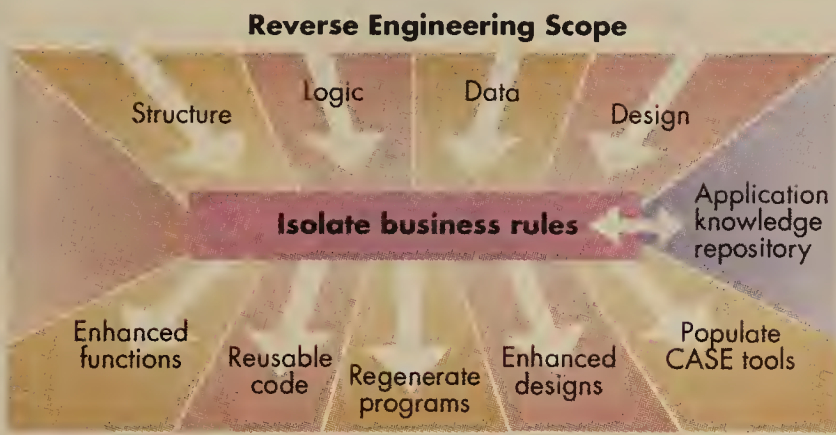 Reverse Engineering Scope
Structure
Logic
Data
Design
Isolate business rules
Application
knowledge
repository
Enhanced
functions
Reusable
code
Regenerate
programs
Enhanced
designs
Populate
CASE tools